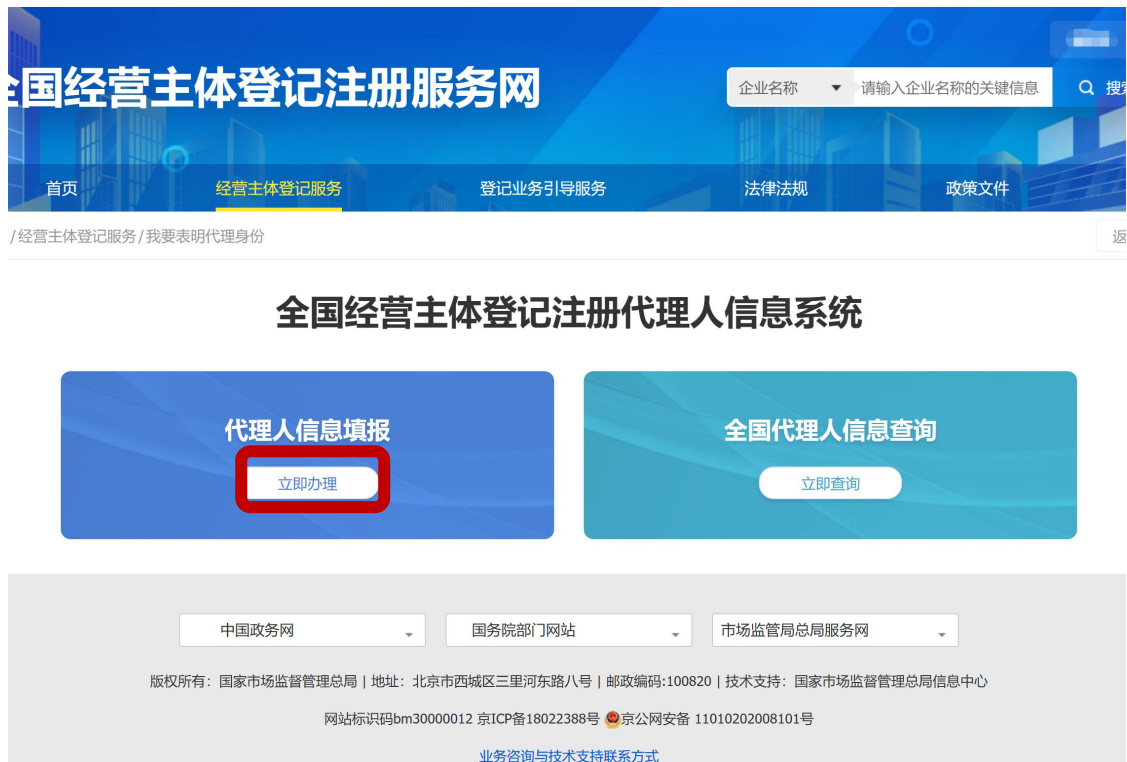 国经营主体登记注册服务网
企业名称 请输入企业名称的关键信息 搜索
首页 经营主体登记服务 登记业务引导服务 法律法规 政策文件
/经营主体登记服务/我要表明代理身份 返
全国经营主体登记注册代理人信息系统
代理人信息填报 全国代理人信息查询
立即办理 立即查询
中国政务网 国务院部门网站 市场监管局总局服务网
版权所有：国家市场监督管理总局 | 地址：北京市西城区三里河东路八号 | 邮政编码:100820 | 技术支持：国家市场监督管理总局信息中心
网站标识码bm30000012 京ICP备18022388号 京公网安备 11010202008101号
业务咨询与技术支持联系方式